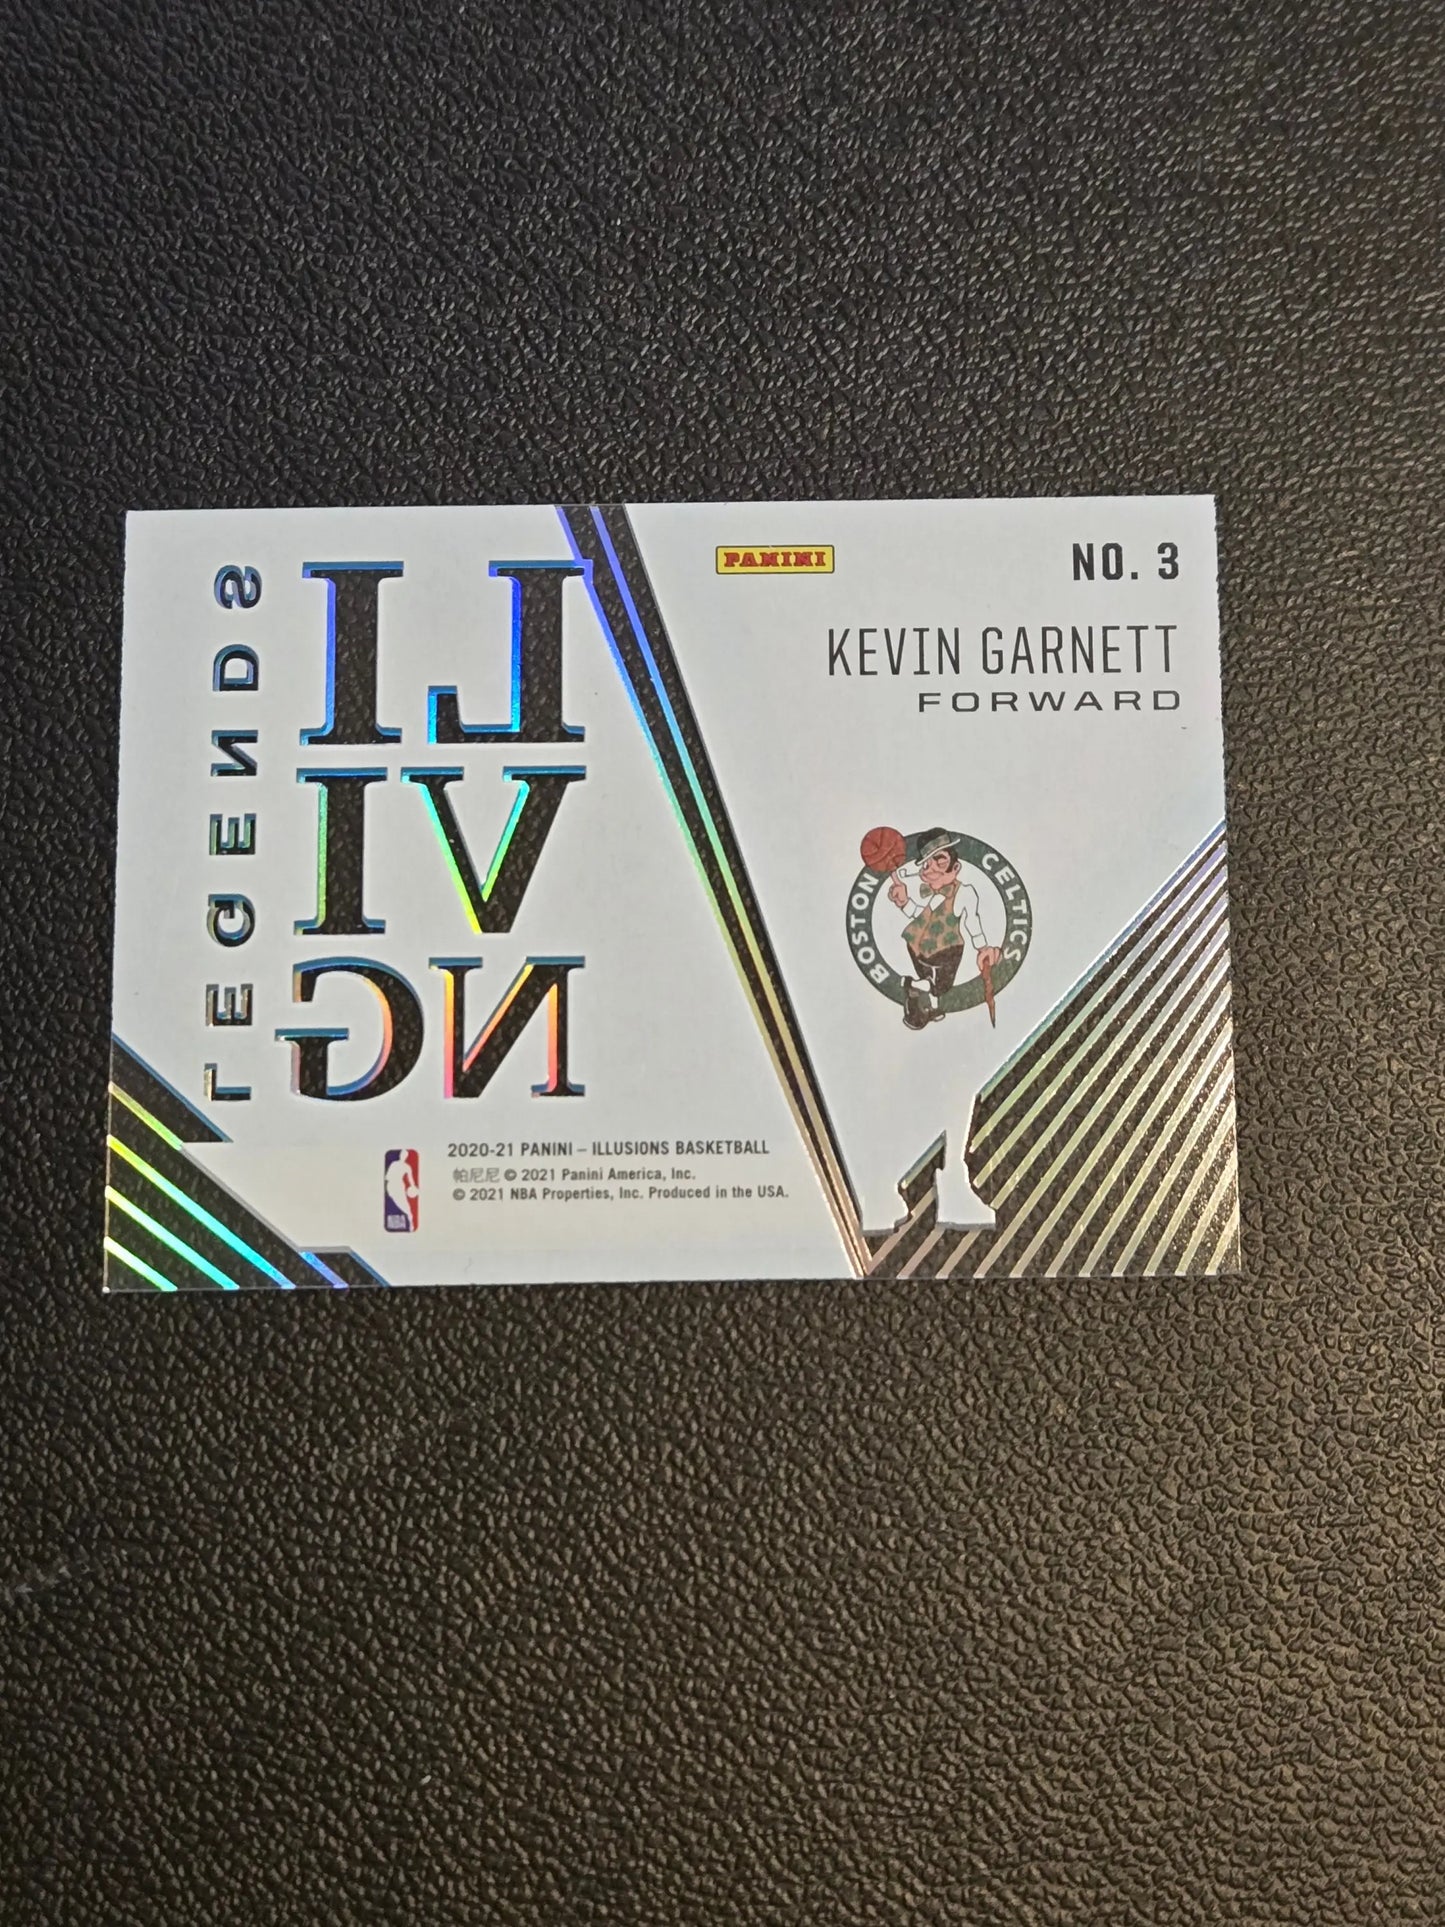 LEGENDS
LI
VI
NG
PANINI
NO. 3
KEVIN GARNETT
FORWARD
BOSTON CELTICS
NBA
2020-21 PANINI – ILLUSIONS BASKETBALL
帕尼尼 © 2021 Panini America, Inc.
© 2021 NBA Properties, Inc. Produced in the USA.